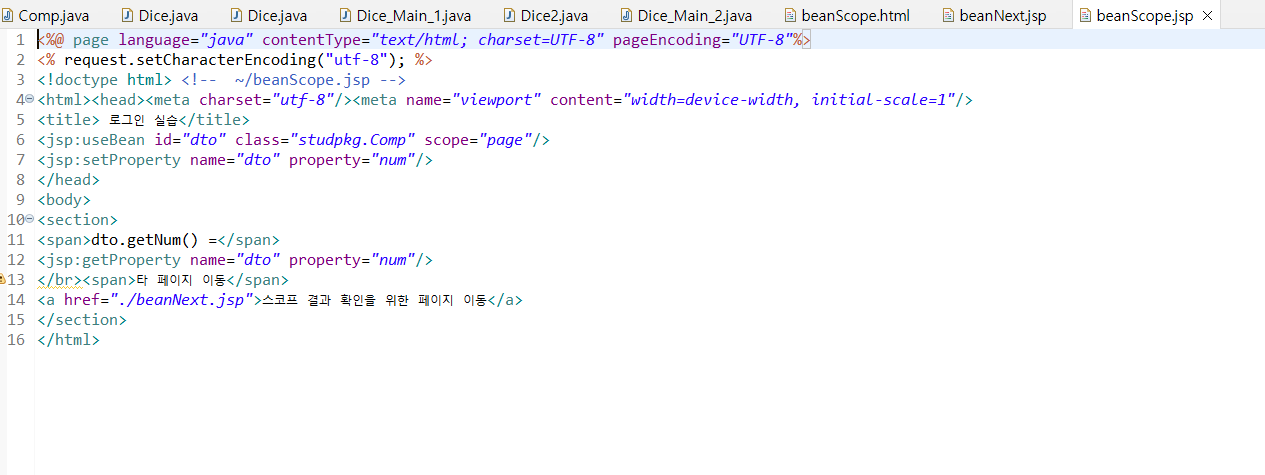 Comp.java Dice.java Dice.java Dice_Main_1.java Dice2.java Dice_Main_2.java beanScope.html beanNext.jsp beanScope.jsp
1 <%@ page language="java" contentType="text/html; charset=UTF-8" pageEncoding="UTF-8"%>
2 <% request.setCharacterEncoding("utf-8"); %>
3 <!doctype html> <!--  ~/beanScope.jsp -->
4 <html><head><meta charset="utf-8"/><meta name="viewport" content="width=device-width, initial-scale=1"/>
5 <title> 로그인 실습</title>
6 <jsp:useBean id="dto" class="studpkg.Comp" scope="page"/>
7 <jsp:setProperty name="dto" property="num"/>
8 </head>
9 <body>
10 <section>
11 <span>dto.getNum() =</span>
12 <jsp:getProperty name="dto" property="num"/>
13 </br><span>타 페이지 이동</span>
14 <a href="./beanNext.jsp">스코프 결과 확인을 위한 페이지 이동</a>
15 </section>
16 </html>